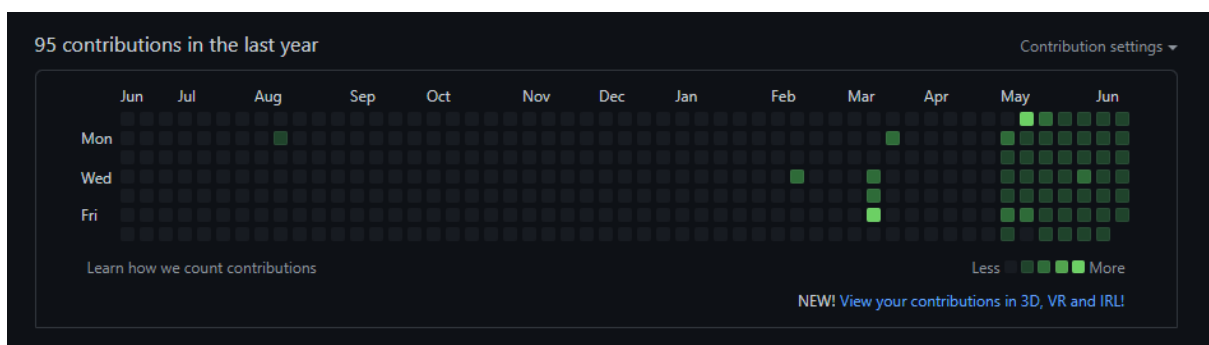 95 contributions in the last year
Contribution settings
Jun Jul Aug Sep Oct Nov Dec Jan Feb Mar Apr May Jun
Mon
Wed
Fri
Learn how we count contributions
Less More
NEW! View your contributions in 3D, VR and IRL!